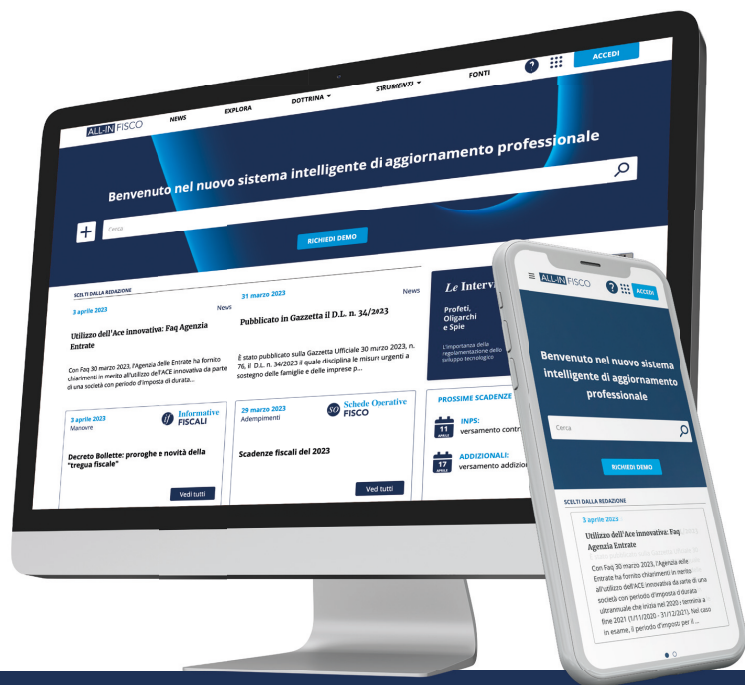 ALL-IN FISCO
NEWS
EXPLORA
DOTTRINA
STRUMENTI
FONTI
?
ACCEDI
Benvenuto nel nuovo sistema intelligente di aggiornamento professionale
+
Cerca
RICHIEDI DEMO
SCELTI DALLA REDAZIONE
3 aprile 2023
News
Utilizzo dell'Ace innovativa: Faq Agenzia
Entrate
Con Faq 30 marzo 2023, l'Agenzia delle Entrate ha fornito
chiarimenti in merito all'utilizzo dell'ACE innovativa da parte
di una società con periodo d'imposta di durata...
31 marzo 2023
News
Pubblicato in Gazzetta il D.L. n. 34/2023
È stato pubblicato sulla Gazzetta Ufficiale 30 marzo 2023, n.
76, il D.L. n. 34/2023 il quale disciplina le misure urgenti a
sostegno delle famiglie e delle imprese p...
Le Interv
Profeti,
Oligarchi
e Spie
L'importanza della
regolamentazione dello
sviluppo tecnologico
3 aprile 2023
Manovre
if Informative
FISCALI
Decreto Bollette: proroghe e novità della
"tregua fiscale"
Vedi tutti
29 marzo 2023
Adempimenti
so Schede Operative
FISCO
Scadenze fiscali del 2023
Vedi tutti
PROSSIME SCADENZE
11
APRILE
INPS:
versamento contr
17
APRILE
ADDIZIONALI:
versamento addizio
ALL-IN FISCO
?
ACCEDI
Benvenuto nel nuovo sistema
intelligente di aggiornamento
professionale
Cerca
RICHIEDI DEMO
SCELTI DALLA REDAZIONE
3 aprile 2023
Utilizzo dell'Ace innovativa: Faq
Agenzia Entrate
Con Faq 30 marzo 2023, l'Agenzia delle
Entrate ha fornito chiarimenti in merito
all'utilizzo dell'ACE innovativa da parte di una
società con periodo d'imposta d durata
ultrannuale che inizia nel 2020 e termina a
fine 2021 (1/11/2020 - 31/12/2021). Nel caso
in esame, il periodo d'imposti per il ...